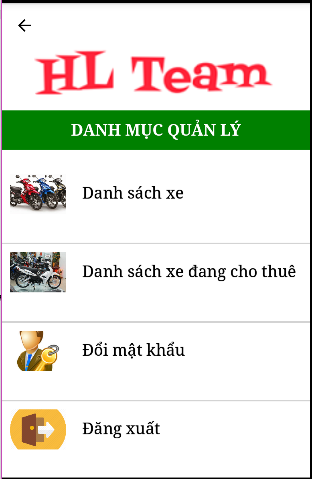 HL Team
DANH MỤC QUẢN LÝ
Danh sách xe
Danh sách xe đang cho thuê
Đổi mật khẩu
Đăng xuất